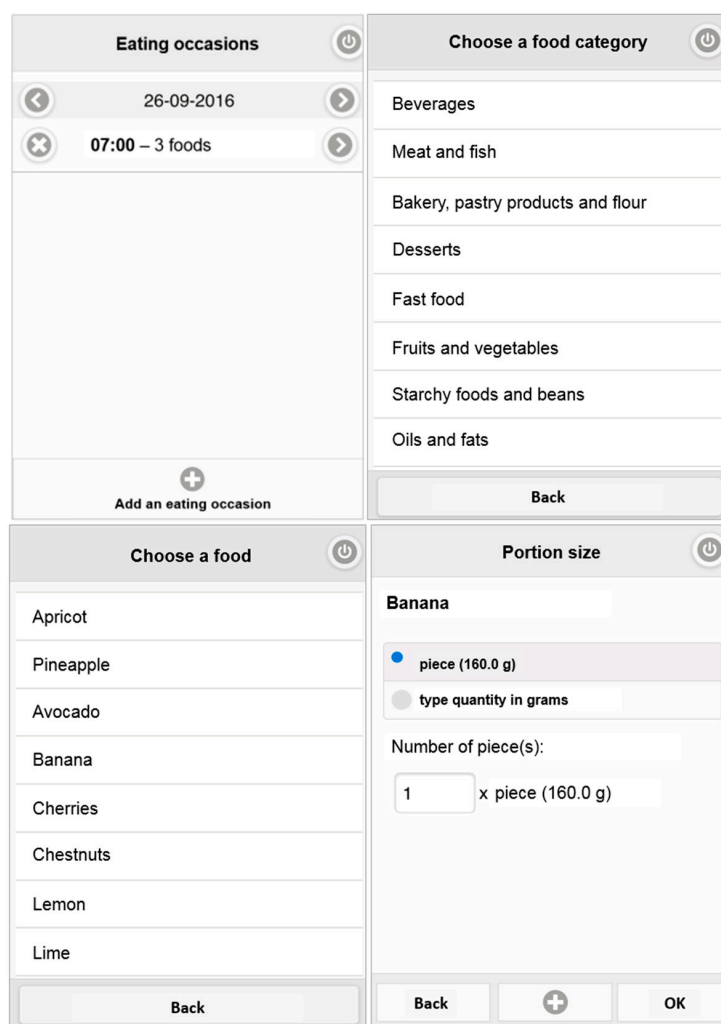 Eating occasions
26-09-2016
07:00 – 3 foods
Add an eating occasion
Choose a food category
Beverages
Meat and fish
Bakery, pastry products and flour
Desserts
Fast food
Fruits and vegetables
Starchy foods and beans
Oils and fats
Back
Choose a food
Apricot
Pineapple
Avocado
Banana
Cherries
Chestnuts
Lemon
Lime
Back
Portion size
Banana
piece (160.0 g)
type quantity in grams
Number of piece(s):
1 x piece (160.0 g)
Back OK